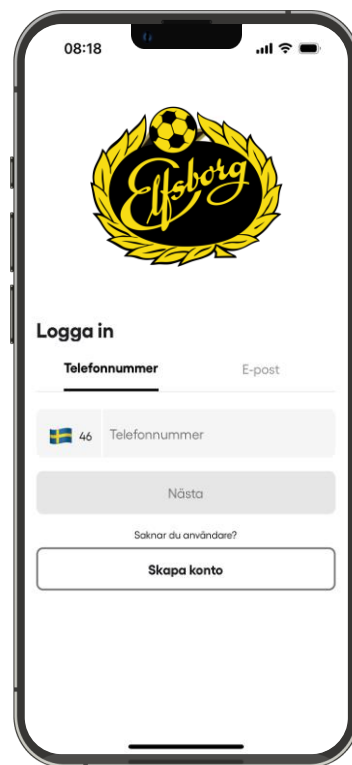 08:18
Elfsborg
Logga in
Telefonnummer E-post
46 Telefonnummer
Nästa
Saknar du användare?
Skapa konto